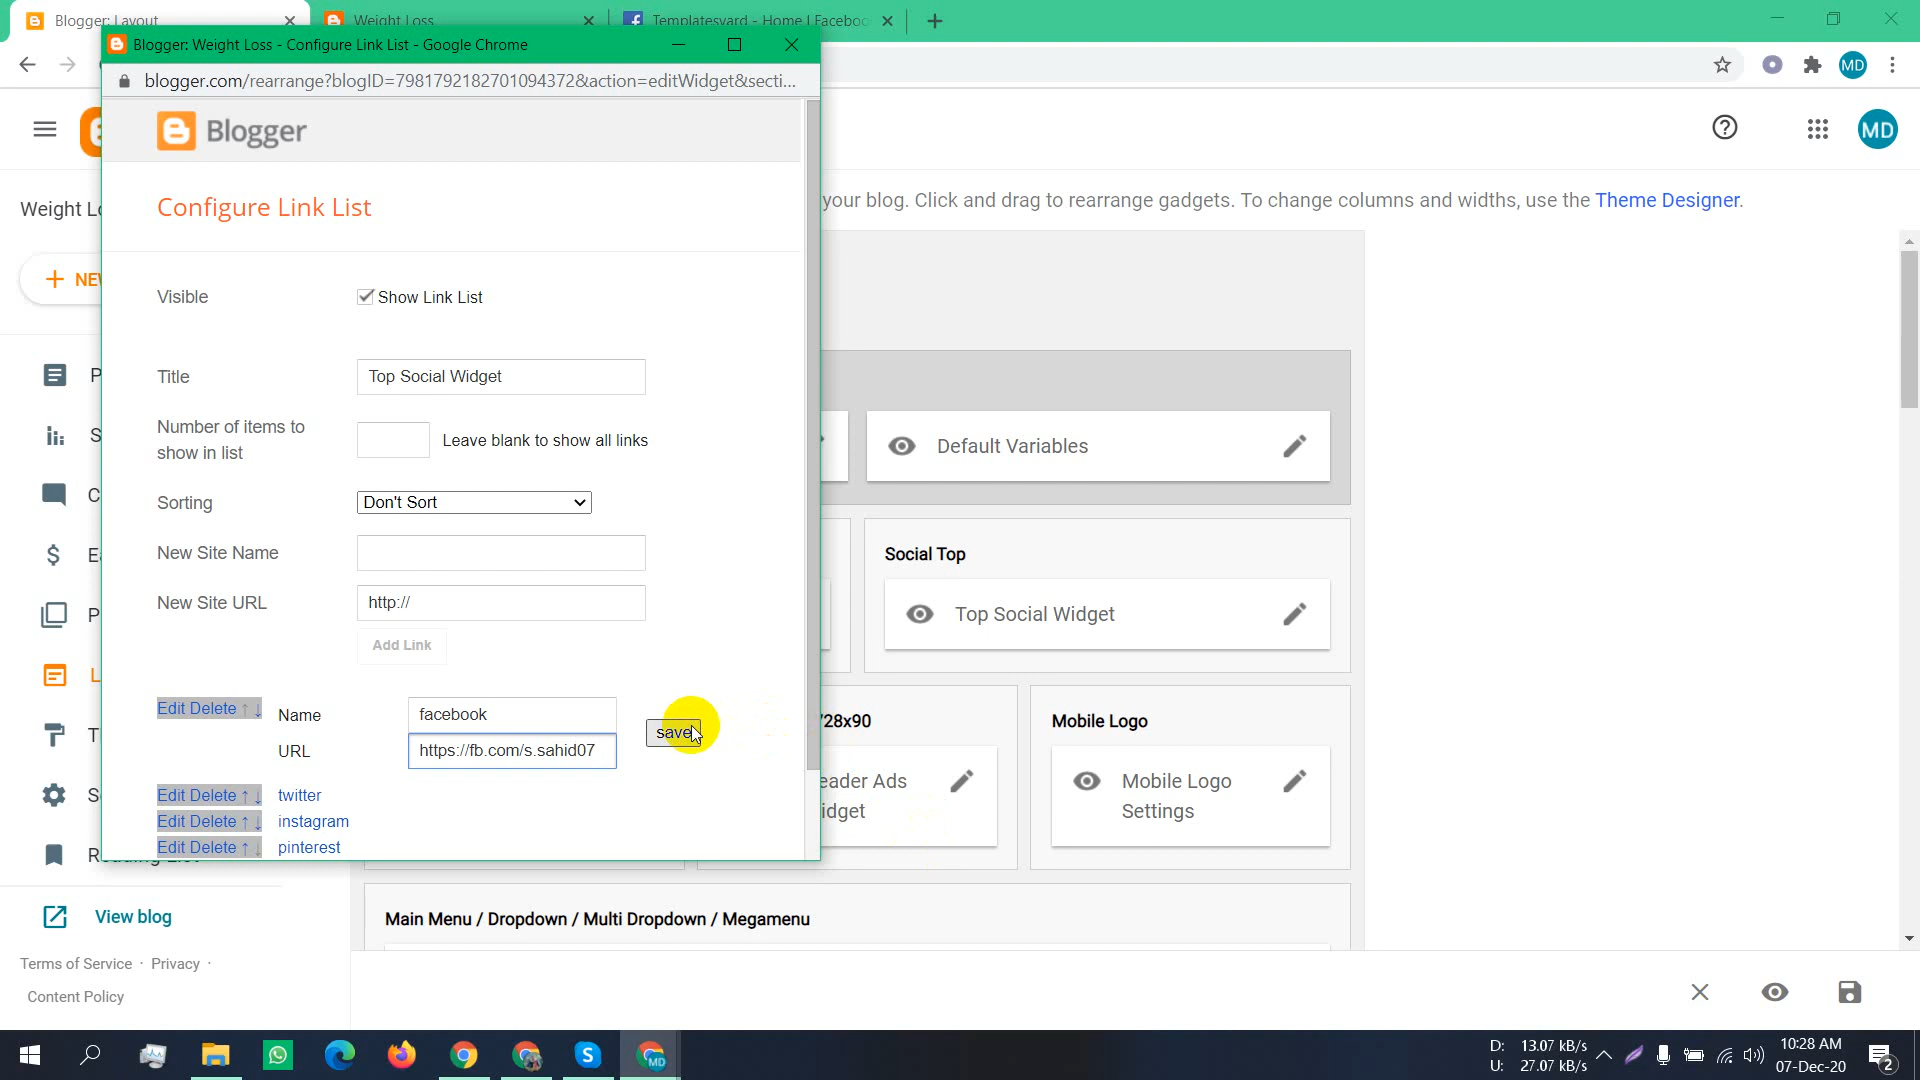 Blogger: Layout
Weight Loss
Templatesyard - Home | Faceboo
Blogger: Weight Loss - Configure Link List - Google Chrome
blogger.com/rearrange?blogID=7981792182701094372&action=editWidget&secti...
MD
Blogger
MD
Configure Link List
Weight Lo
your blog. Click and drag to rearrange gadgets. To change columns and widths, use the Theme Designer.
NEW
Visible
Show Link List
Title
Top Social Widget
Number of items to
show in list
Leave blank to show all links
Default Variables
Sorting
Don't Sort
New Site Name
Social Top
New Site URL
http://
Top Social Widget
Add Link
Edit Delete ↑ ↓
Name
facebook
save
URL
https://fb.com/s.sahid07
'28x90
Mobile Logo
eader Ads
idget
Mobile Logo
Settings
Edit Delete ↑ ↓ twitter
Edit Delete ↑ ↓ instagram
Edit Delete ↑ ↓ pinterest
View blog
Main Menu / Dropdown / Multi Dropdown / Megamenu
Terms of Service · Privacy ·
Content Policy
D: 13.07 kB/s
U: 27.07 kB/s
10:28 AM
07-Dec-20
2
MD